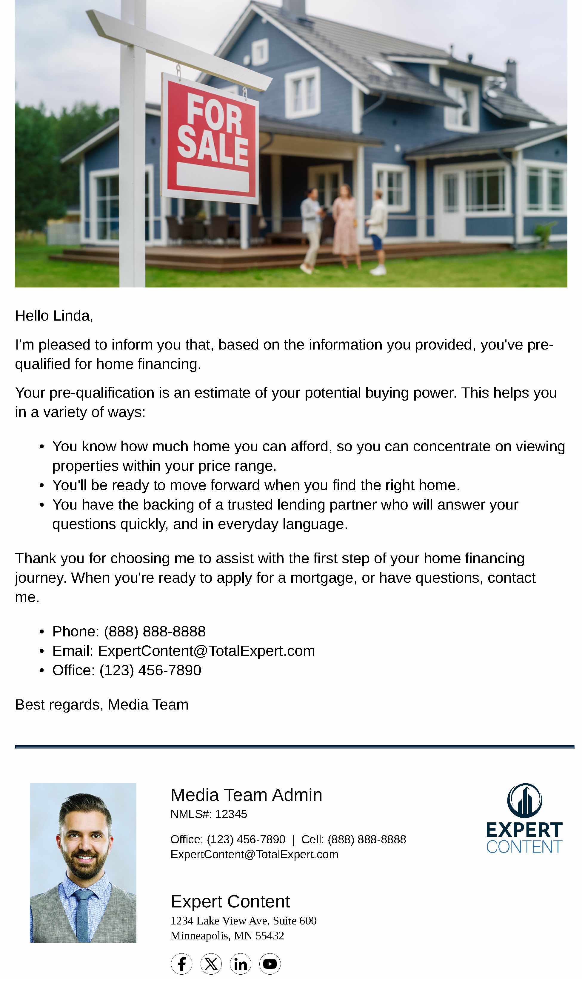 FOR
SALE
Hello Linda,
I'm pleased to inform you that, based on the information you provided, you've pre-
qualified for home financing.
Your pre-qualification is an estimate of your potential buying power. This helps you
in a variety of ways:
• You know how much home you can afford, so you can concentrate on viewing
properties within your price range.
• You'll be ready to move forward when you find the right home.
• You have the backing of a trusted lending partner who will answer your
questions quickly, and in everyday language.
Thank you for choosing me to assist with the first step of your home financing
journey. When you're ready to apply for a mortgage, or have questions, contact
me.
• Phone: (888) 888-8888
• Email: ExpertContent@TotalExpert.com
• Office: (123) 456-7890
Best regards, Media Team
Media Team Admin
NMLS#: 12345
Office: (123) 456-7890 | Cell: (888) 888-8888
ExpertContent@TotalExpert.com
EXPERT
CONTENT
Expert Content
1234 Lake View Ave. Suite 600
Minneapolis, MN 55432